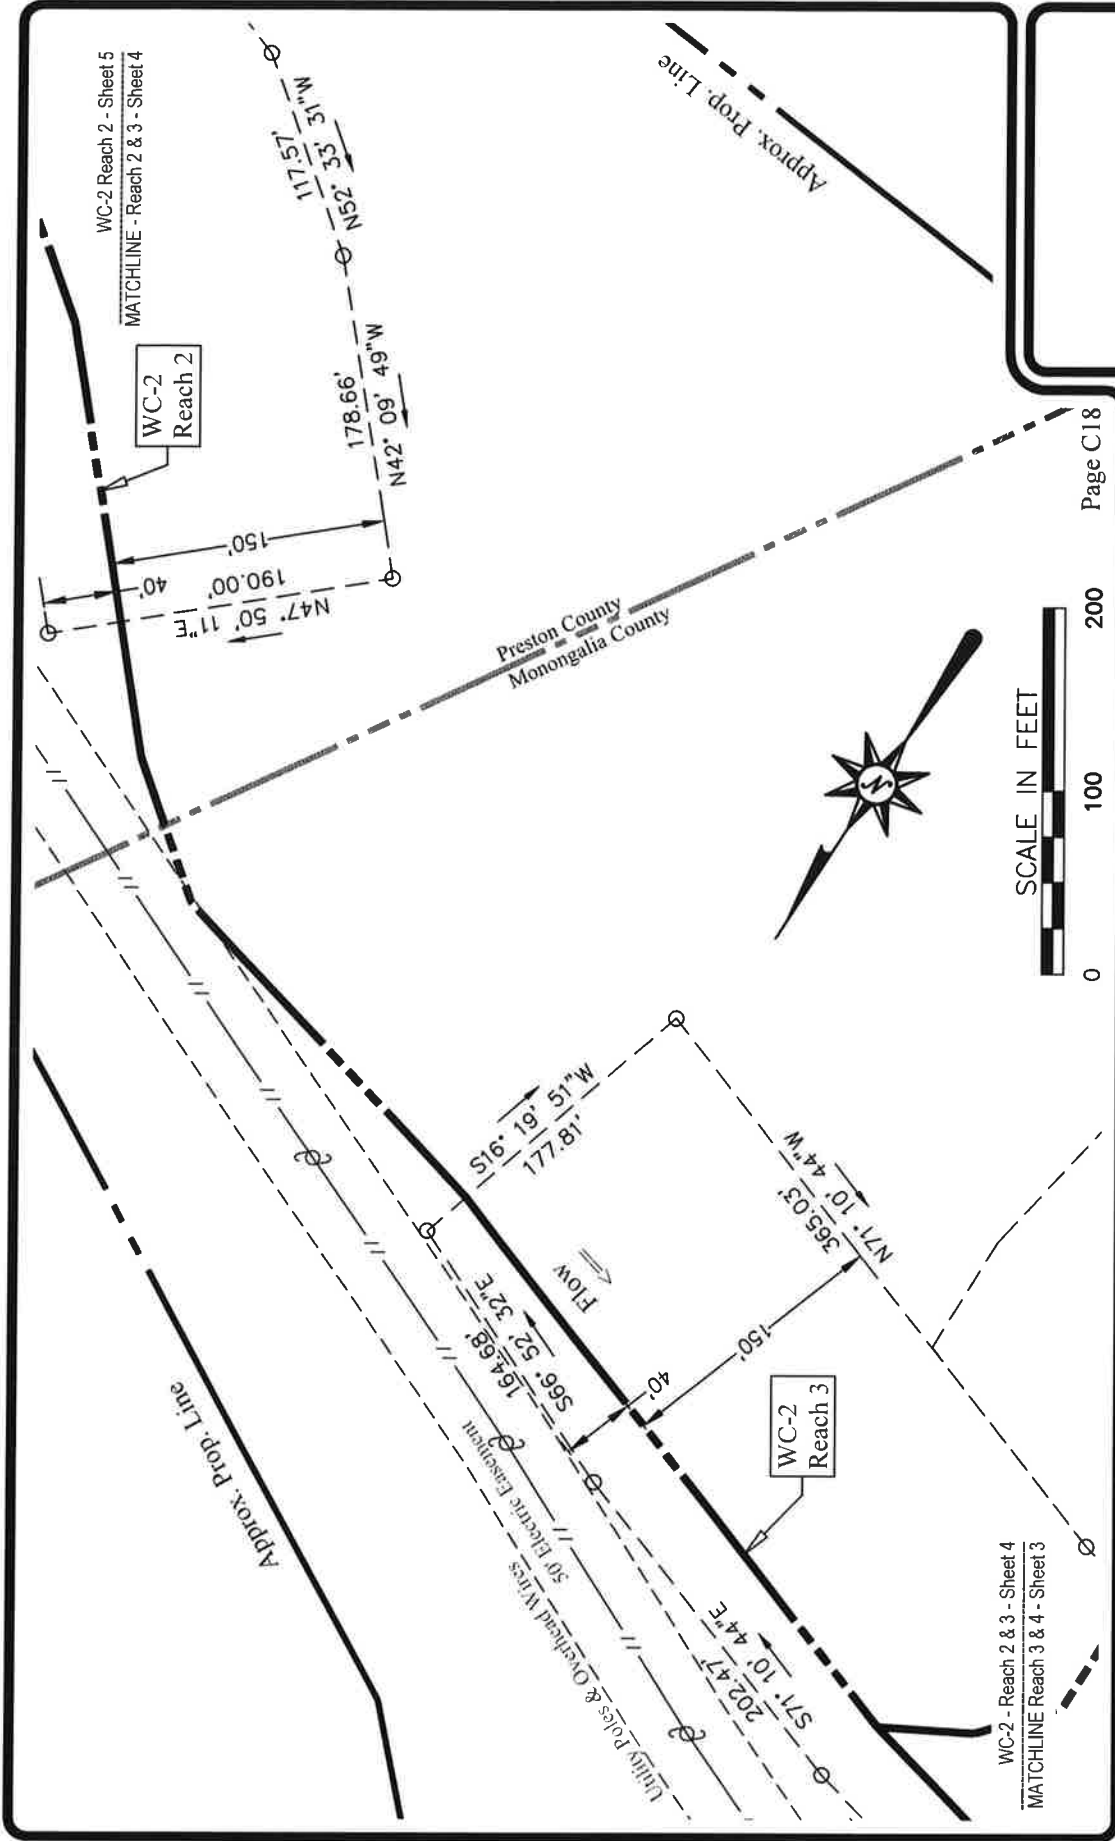 WC-2 Reach 2 - Sheet 5
MATCHLINE - Reach 2 & 3 - Sheet 4
117.57'
N52° 33' 31"W
Approx. Prop. Line
WC-2
Reach 2
178.66'
N42° 09' 49"W
150'
40'
190.00'
N47° 50' 11"E
Preston County
Monongalia County
Page C18
SCALE IN FEET
0
100
200
N
S16° 19' 51"W
177.81'
Flow
365.03'
N71° 10' 44"W
150'
40'
164.68'
S66° 52' 32"E
Approx. Prop. Line
50' Electric Easement
Utility Poles & Overhead Wires
WC-2
Reach 3
202.47'
S71° 10' 44"E
WC-2 - Reach 2 & 3 - Sheet 4
MATCHLINE Reach 3 & 4 - Sheet 3